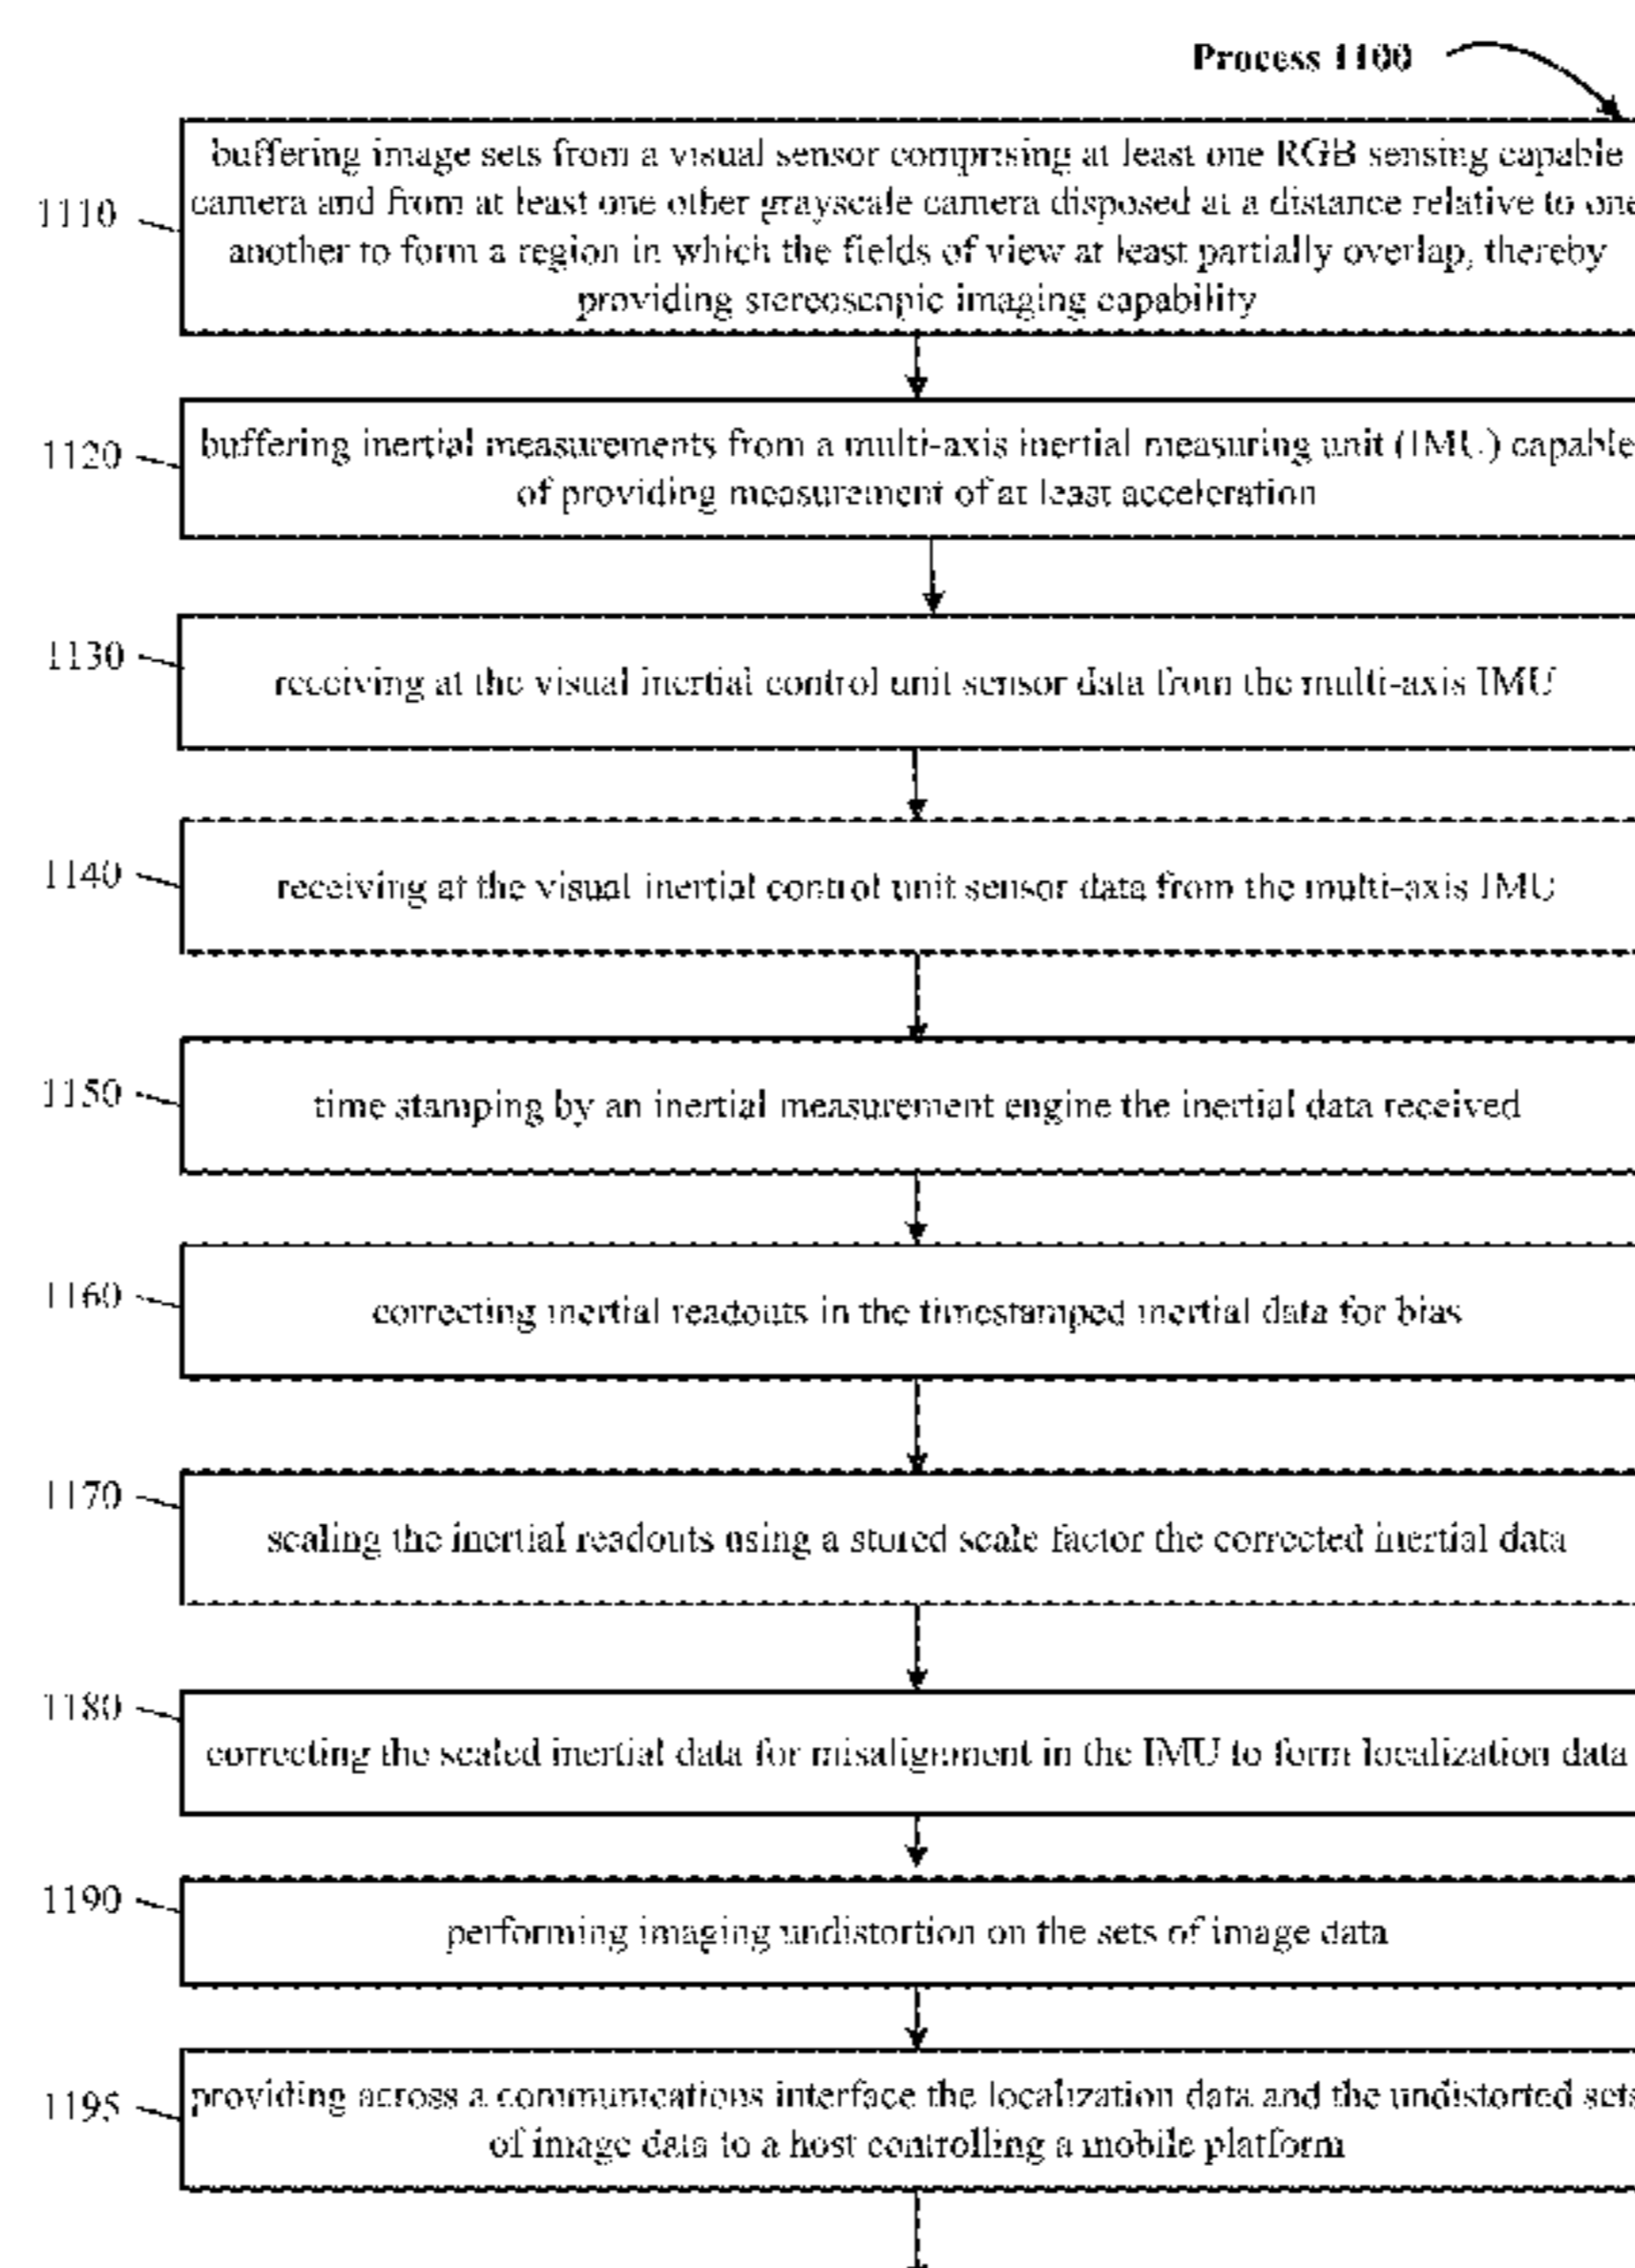 Process 1100
1110
buffering image sets from a visual sensor comprising at least one RGB sensing capable
camera and from at least one other grayscale camera disposed at a distance relative to one
another to form a region in which the fields of view at least partially overlap, thereby
providing stereoscopic imaging capability
1120
buffering inertial measurements from a multi-axis inertial measuring unit (IMU) capable
of providing measurement of at least acceleration
1130
receiving at the visual inertial control unit sensor data from the multi-axis IMU
1140
receiving at the visual inertial control unit sensor data from the multi-axis IMU
1150
time stamping by an inertial measurement engine the inertial data received
1160
correcting inertial readouts in the timestamped inertial data for bias
1170
scaling the inertial readouts using a stored scale factor the corrected inertial data
1180
correcting the scaled inertial data for misalignment in the IMU to form localization data
1190
performing imaging undistortion on the sets of image data
1195
providing across a communications interface the localization data and the undistorted sets
of image data to a host controlling a mobile platform